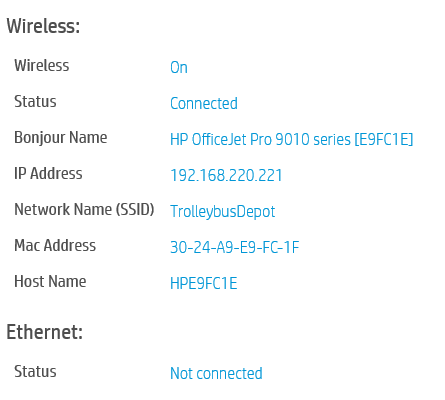 Wireless:
Wireless On
Status Connected
Bonjour Name HP OfficeJet Pro 9010 series [E9FC1E]
IP Address 192.168.220.221
Network Name (SSID) TrolleybusDepot
Mac Address 30-24-A9-E9-FC-1F
Host Name HPE9FC1E
Ethernet:
Status Not connected